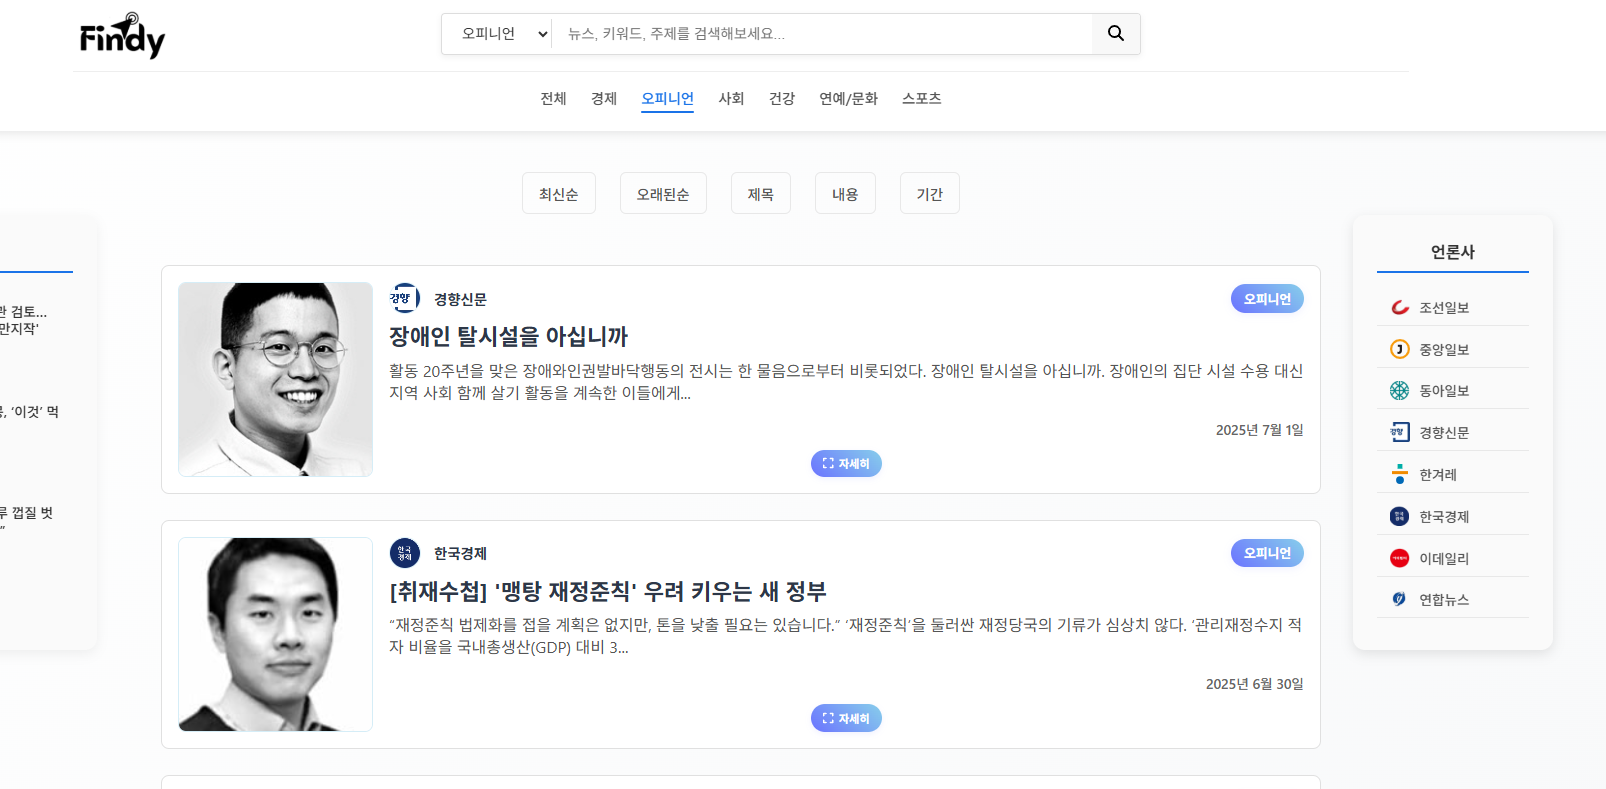 Findy
오피니언
뉴스, 키워드, 주제를 검색해보세요...
전체 경제 오피니언 사회 건강 연예/문화 스포츠
최신순 오래된순 제목 내용 기간
검토...
만지작'
‘이것’ 먹
껍질 벗
”
경향 경향신문 오피니언
장애인 탈시설을 아십니까
활동 20주년을 맞은 장애와인권발바닥행동의 전시는 한 물음으로부터 비롯되었다. 장애인 탈시설을 아십니까. 장애인의 집단 시설 수용 대신
지역 사회 함께 살기 활동을 계속한 이들에게...
2025년 7월 1일
자세히
한국
경제
한국경제 오피니언
[취재수첩] '맹탕 재정준칙' 우려 키우는 새 정부
“재정준칙 법제화를 접을 계획은 없지만, 톤을 낮출 필요는 있습니다.” ‘재정준칙’을 둘러싼 재정당국의 기류가 심상치 않다. ‘관리재정수지 적
자 비율을 국내총생산(GDP) 대비 3...
2025년 6월 30일
자세히
언론사
조선일보
J 중앙일보
동아일보
경향 경향신문
한겨레
한국경제
이데일리
연합뉴스